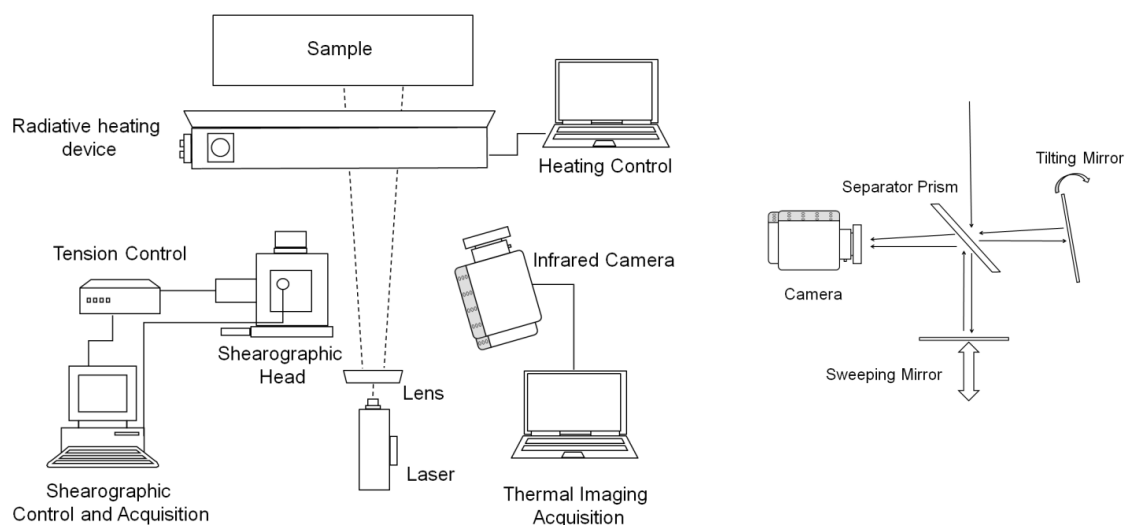 Sample
Radiative heating
device
Heating Control
Tension Control
Infrared Camera
Shearographic
Head
Lens
Laser
Shearographic
Control and Acquisition
Thermal Imaging
Acquisition
Tilting Mirror
Separator Prism
Camera
Sweeping Mirror